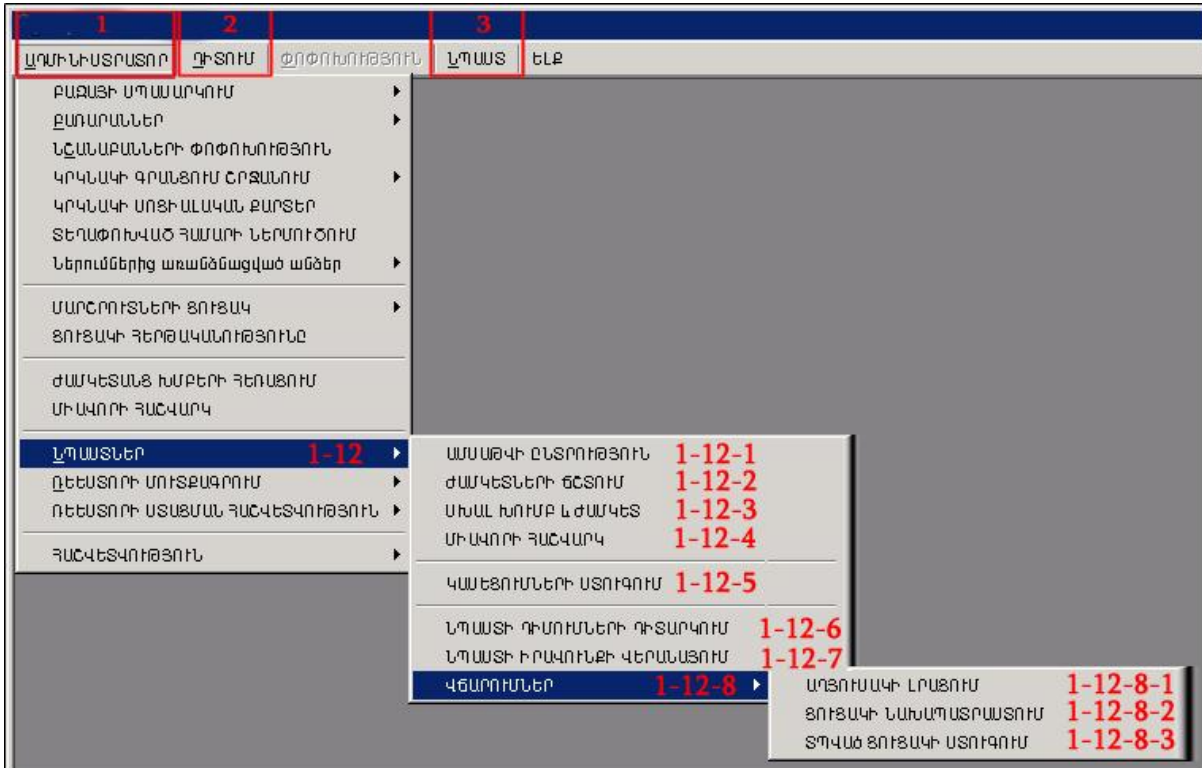 1 2 3
ԱԴՄԻՆԻՍՏՐԱՏՈՐ ԴԻՏՈՒՄ ՓՈՓՈԽՈՒԹՅՈՒՆ ՆՊԱՍՏ ԵԼՔ
ԲԱԶԱՅԻ ՍՊԱՍԱՐԿՈՒՄ
ԲԱՌԱՐԱՆՆԵՐ
ՆՇԱՆԱԲԱՆՆԵՐԻ ՓՈՓՈԽՈՒԹՅՈՒՆ
ԿՐԿՆԱԿԻ ԳՐԱՆՑՈՒՄ ՇՐՋԱՆՈՒՄ
ԿՐԿՆԱԿԻ ՍՈՑԻԱԼԱԿԱՆ ՔԱՐՏԵՐ
ՏԵՂԱՓՈԽՎԱԾ ՀԱՄԱՐԻ ՆԵՐՄՈՒԾՈՒՄ
Ներումներից առանձնացված անձեր
ՄԱՐՇՐՈՒՏՆԵՐԻ ՑՈՒՑԱԿ
ՑՈՒՑԱԿԻ ՀԵՐԹԱԿԱՆՈՒԹՅՈՒՆԸ
ԺԱՄԿԵՏԱՆՑ ԽՄԲԵՐԻ ՀԵՌԱՑՈՒՄ
ՄԻԱՎՈՐԻ ՀԱՇՎԱՐԿ
ՆՊԱՍՏՆԵՐ 1-12
ՌԵԵՍՏՈՐԻ ՄՈՒՏՔԱԳՐՈՒՄ
ՌԵԵՍՏՈՐԻ ՍՏԱՑՄԱՆ ՀԱՇՎԵՏՎՈՒԹՅՈՒՆ
ՀԱՇՎԵՏՎՈՒԹՅՈՒՆ
ԱՄՍԱԹՎԻ ԸՆՏՐՈՒԹՅՈՒՆ 1-12-1
ԺԱՄԿԵՏՆԵՐԻ ՃՇՏՈՒՄ 1-12-2
ՍԽԱԼ ԽՈՒՄԲ և ԺԱՄԿԵՏ 1-12-3
ՄԻԱՎՈՐԻ ՀԱՇՎԱՐԿ 1-12-4
ԿԱՍԵՑՈՒՄՆԵՐԻ ՍՏՈՒԳՈՒՄ 1-12-5
ՆՊԱՍՏԻ ԴԻՄՈՒՄՆԵՐԻ ԴԻՏԱՐԿՈՒՄ 1-12-6
ՆՊԱՍՏԻ ԻՐԱՎՈՒՆՔԻ ՎԵՐԱՆԱՅՈՒՄ 1-12-7
ՎՃԱՐՈՒՄՆԵՐ 1-12-8
ԱՂՅՈՒՍԱԿԻ ԼՐԱՑՈՒՄ 1-12-8-1
ՑՈՒՑԱԿԻ ՆԱԽԱՊԱՏՐԱՍՏՈՒՄ 1-12-8-2
ՏՊՎԱԾ ՑՈՒՑԱԿԻ ՍՏՈՒԳՈՒՄ 1-12-8-3